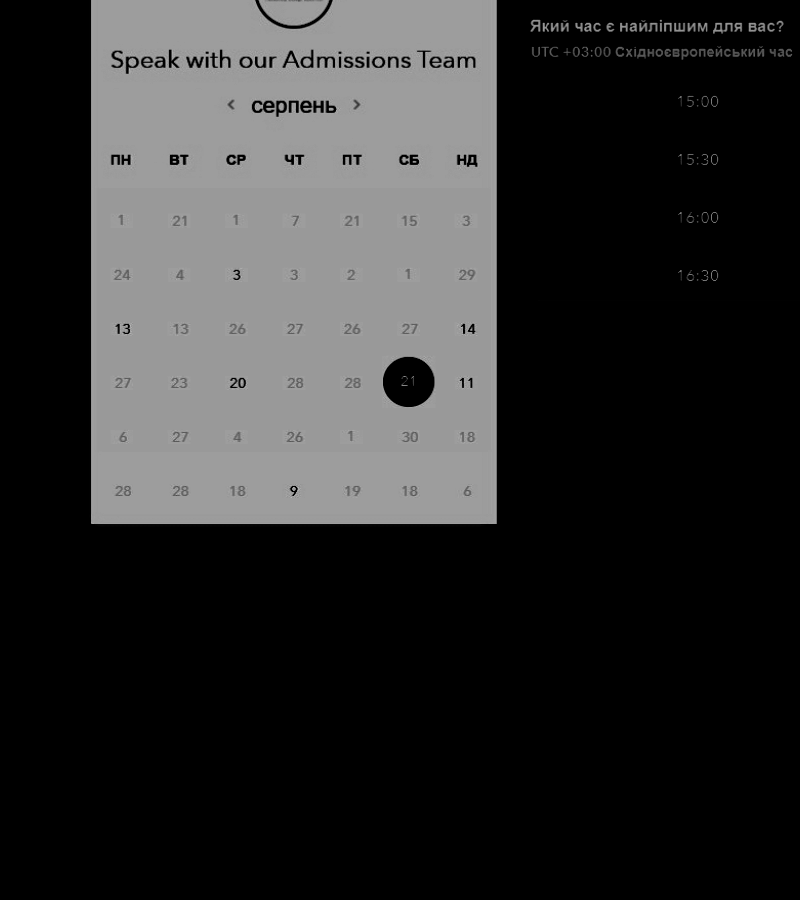 Speak with our Admissions Team
< серпень >
ПН ВТ СР ЧТ ПТ СБ НД
1 21 1 7 21 15 3
24 4 3 3 2 1 29
13 13 26 27 26 27 14
27 23 20 28 28 21 11
6 27 4 26 1 30 18
28 28 18 9 19 18 6
Який час є найліпшим для вас?
UTC +03:00 Східноєвропейський час
15:00
15:30
16:00
16:30